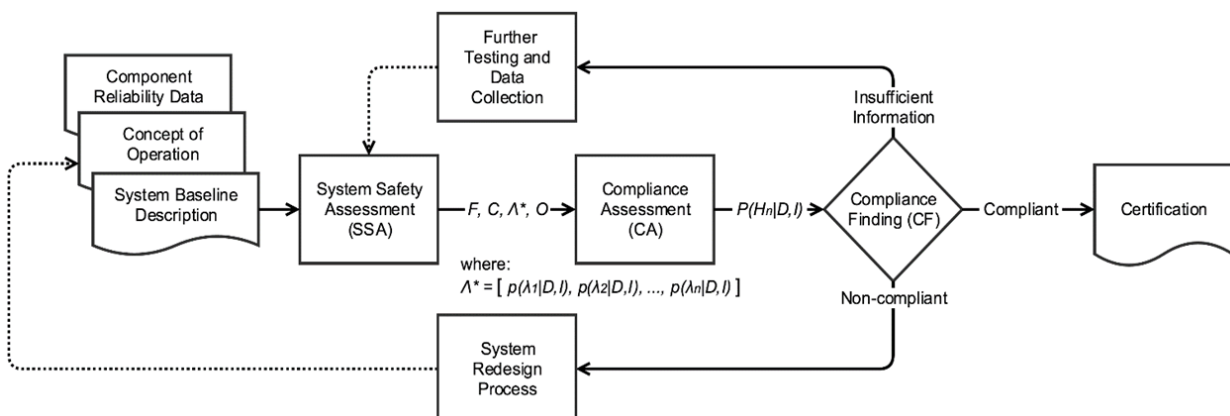 Component
Reliability Data
Concept of
Operation
System Baseline
Description
System Safety
Assessment
(SSA)
F, C, Λ*, O
where:
Λ* = [ p(λ1|D,I), p(λ2|D,I), ..., p(λn|D,I) ]
Further
Testing and
Data
Collection
Compliance
Assessment
(CA)
P(Hn|D,I)
Insufficient
Information
Compliance
Finding (CF)
Compliant
Certification
Non-compliant
System
Redesign
Process